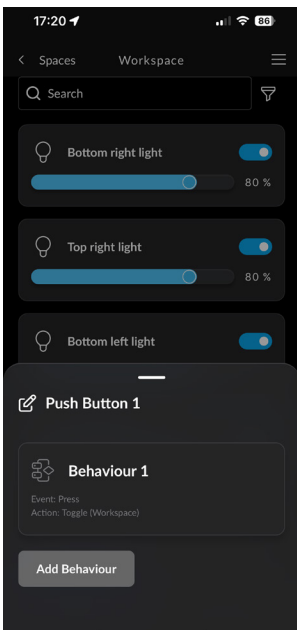 17:20
86
Spaces
Workspace
Search
Bottom right light
80 %
Top right light
80 %
Bottom left light
Push Button 1
Behaviour 1
Event: Press
Action: Toggle (Workspace)
Add Behaviour